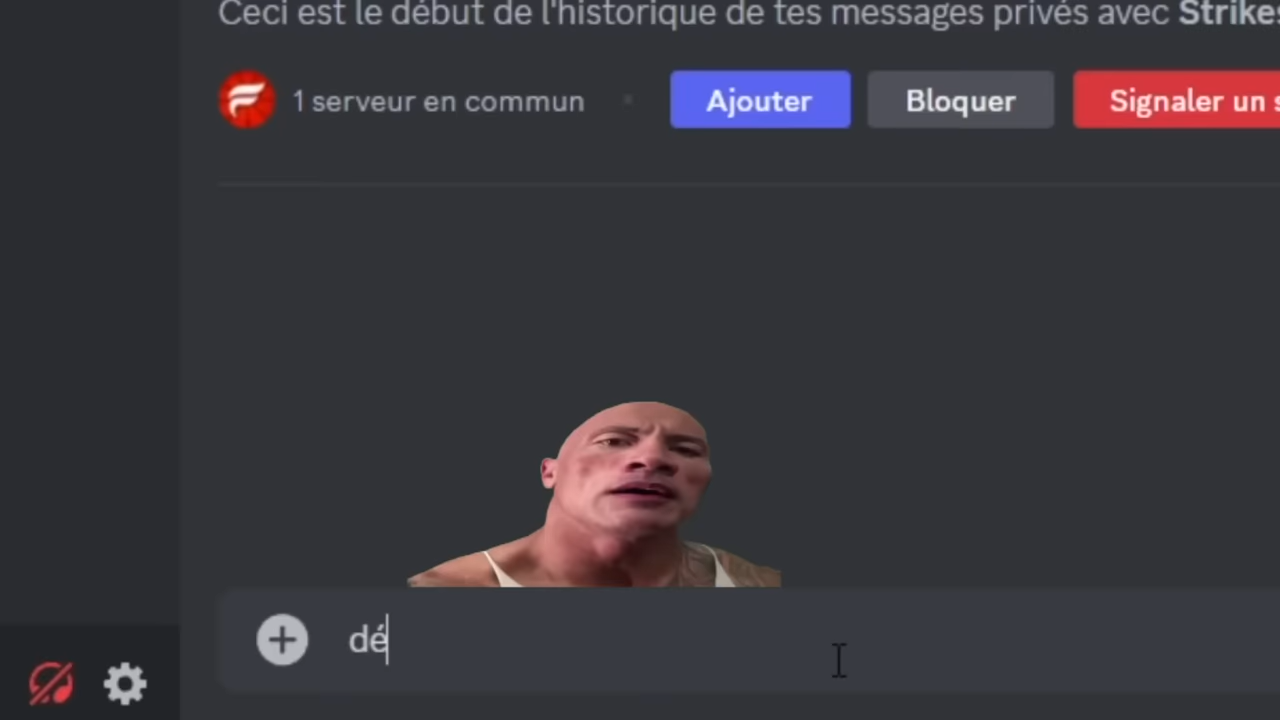 Ceci est le début de l'historique de tes messages privés avec Strike
1 serveur en commun
Ajouter
Bloquer
Signaler un
dé